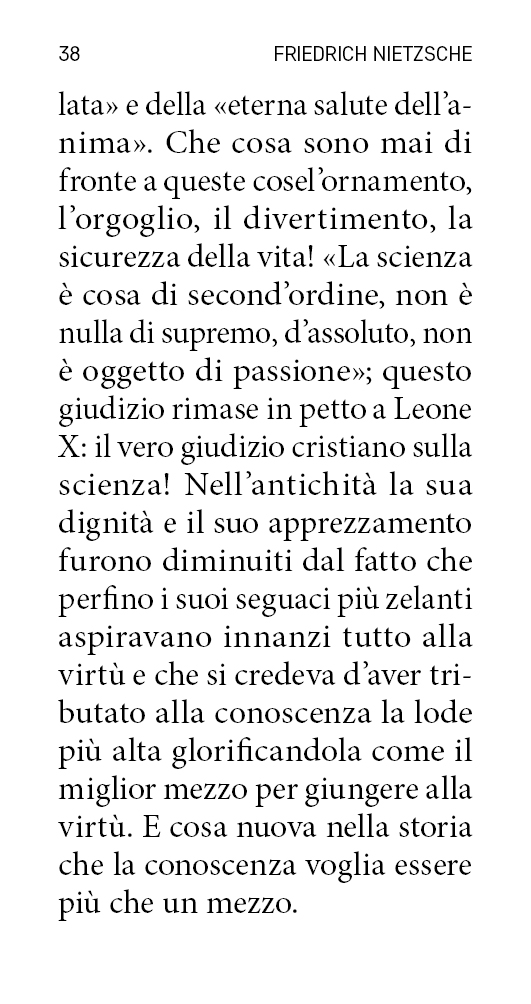 38 FRIEDRICH NIETZSCHE
lata» e della «eterna salute dell’a-
nima». Che cosa sono mai di
fronte a queste cosel’ornamento,
l’orgoglio, il divertimento, la
sicurezza della vita! «La scienza
è cosa di second’ordine, non è
nulla di supremo, d’assoluto, non
è oggetto di passione»; questo
giudizio rimase in petto a Leone
X: il vero giudizio cristiano sulla
scienza! Nell’antichità la sua
dignità e il suo apprezzamento
furono diminuiti dal fatto che
perfino i suoi seguaci più zelanti
aspiravano innanzi tutto alla
virtù e che si credeva d’aver tri-
butato alla conoscenza la lode
più alta glorificandola come il
miglior mezzo per giungere alla
virtù. E cosa nuova nella storia
che la conoscenza voglia essere
più che un mezzo.